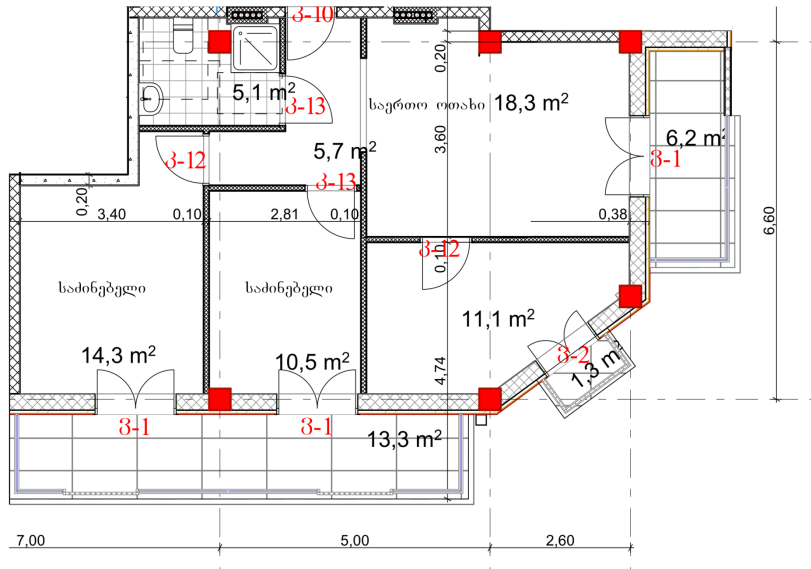 კ-10
0,20
5,1 m²
კ-13
საერთო ოთახი
18,3 m²
3,60
6,2 m²
5,7 m²
კ-12
ვ-1
კ-13
0,20
3,40
0,10
2,81
0,10
0,38
6,60
კ-12
0,10
საძინებელი
საძინებელი
11,1 m²
ვ-2
14,3 m²
10,5 m²
1,3 m²
4,74
ვ-1
ვ-1
13,3 m²
7,00
5,00
2,60